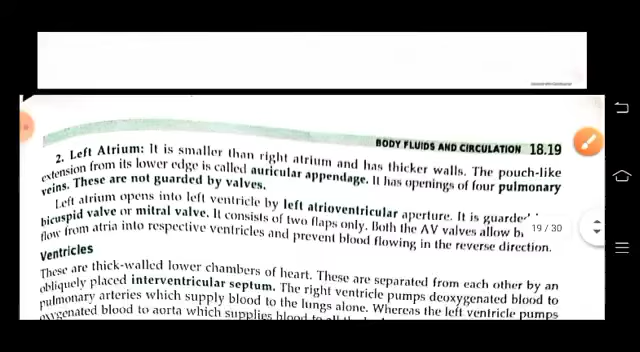 BODY FLUIDS AND CIRCULATION 18.19
2. Left Atrium: It is smaller than right atrium and has thicker walls. The pouch-like
extension from its lower edge is called auricular appendage. It has openings of four pulmonary
veins. These are not guarded by valves.
Left atrium opens into left ventricle by left atrioventricular aperture. It is guarde
bicuspid valve or mitral valve. It consists of two flaps only. Both the AV valves allow
19 / 30
flow from atria into respective ventricles and prevent blood flowing in the reverse direction.
Ventricles
These are thick-walled lower chambers of heart. These are separated from each other by an
obliquely placed interventricular septum. The right ventricle pumps deoxygenated blood to
pulmonary arteries which supply blood to the lungs alone. Whereas the left ventricle pumps
oxygenated blood to aorta which supplies blood to